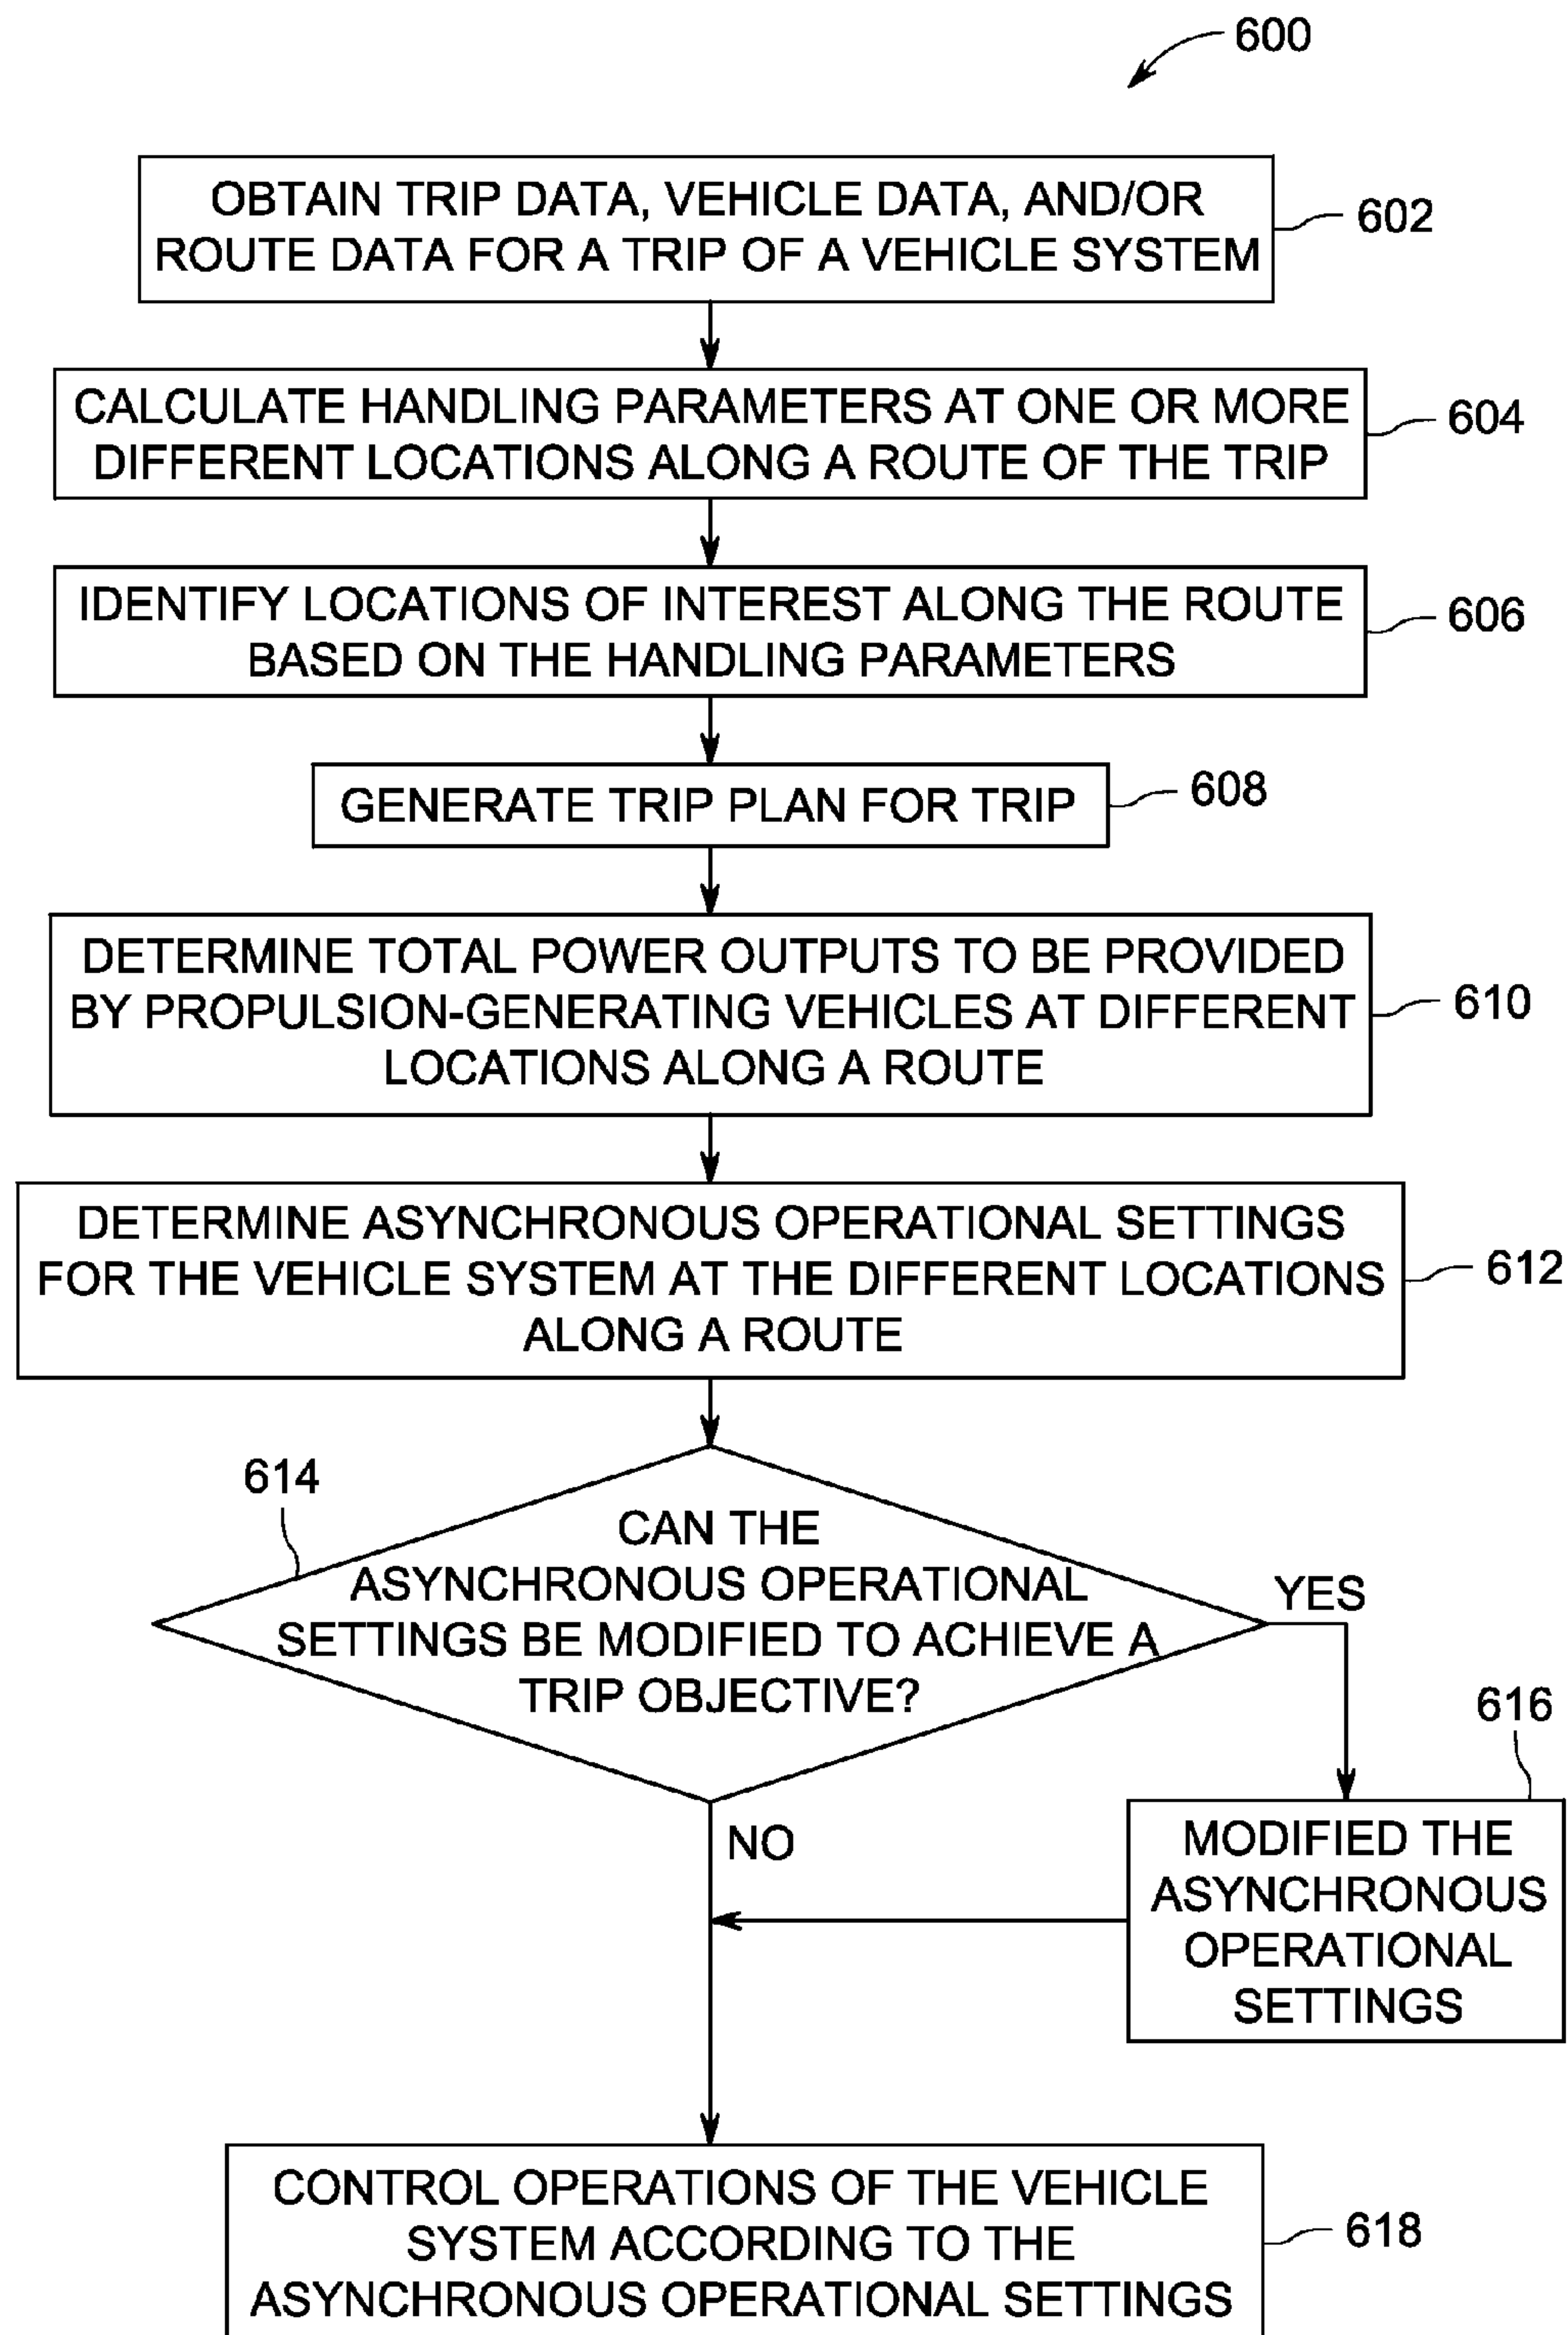 600
OBTAIN TRIP DATA, VEHICLE DATA, AND/OR
ROUTE DATA FOR A TRIP OF A VEHICLE SYSTEM
602
CALCULATE HANDLING PARAMETERS AT ONE OR MORE
DIFFERENT LOCATIONS ALONG A ROUTE OF THE TRIP
604
IDENTIFY LOCATIONS OF INTEREST ALONG THE ROUTE
BASED ON THE HANDLING PARAMETERS
606
GENERATE TRIP PLAN FOR TRIP
608
DETERMINE TOTAL POWER OUTPUTS TO BE PROVIDED
BY PROPULSION-GENERATING VEHICLES AT DIFFERENT
LOCATIONS ALONG A ROUTE
610
DETERMINE ASYNCHRONOUS OPERATIONAL SETTINGS
FOR THE VEHICLE SYSTEM AT THE DIFFERENT LOCATIONS
ALONG A ROUTE
612
614
CAN THE
ASYNCHRONOUS OPERATIONAL
SETTINGS BE MODIFIED TO ACHIEVE A
TRIP OBJECTIVE?
YES
NO
616
MODIFIED THE
ASYNCHRONOUS
OPERATIONAL
SETTINGS
CONTROL OPERATIONS OF THE VEHICLE
SYSTEM ACCORDING TO THE
ASYNCHRONOUS OPERATIONAL SETTINGS
618